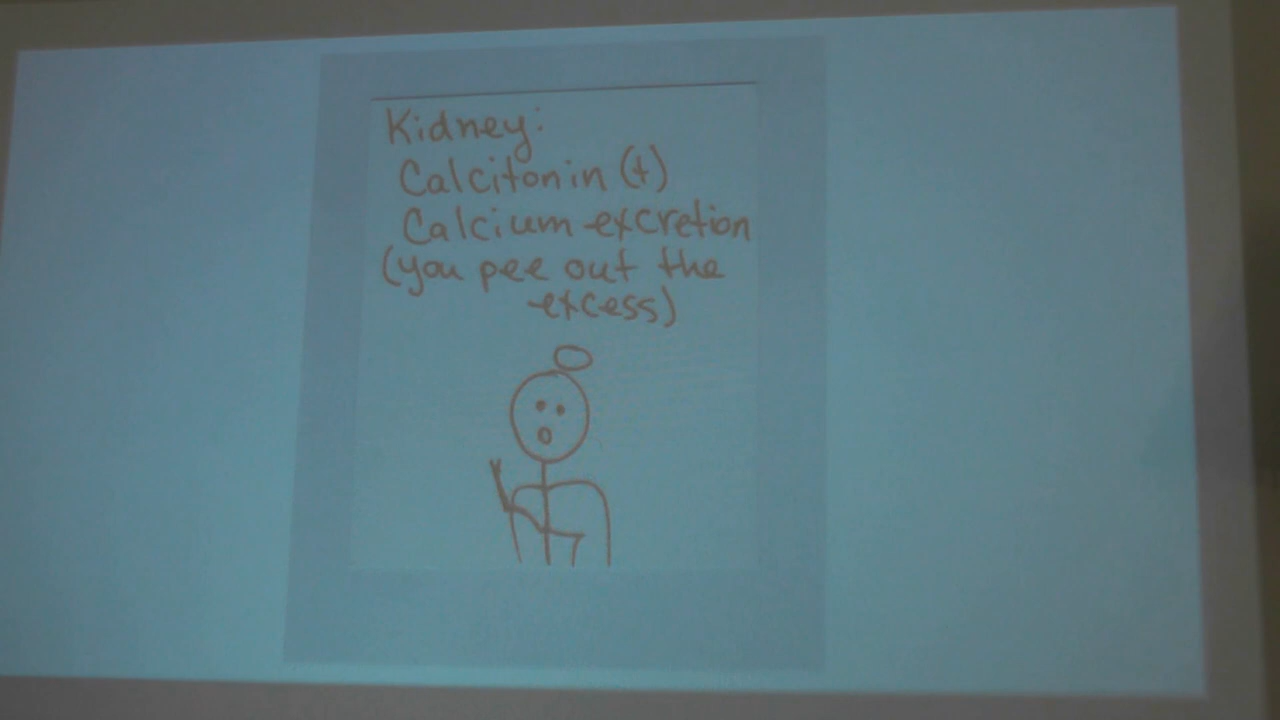 Kidney:
Calcitonin (+)
Calcium excretion
(you pee out the
excess)